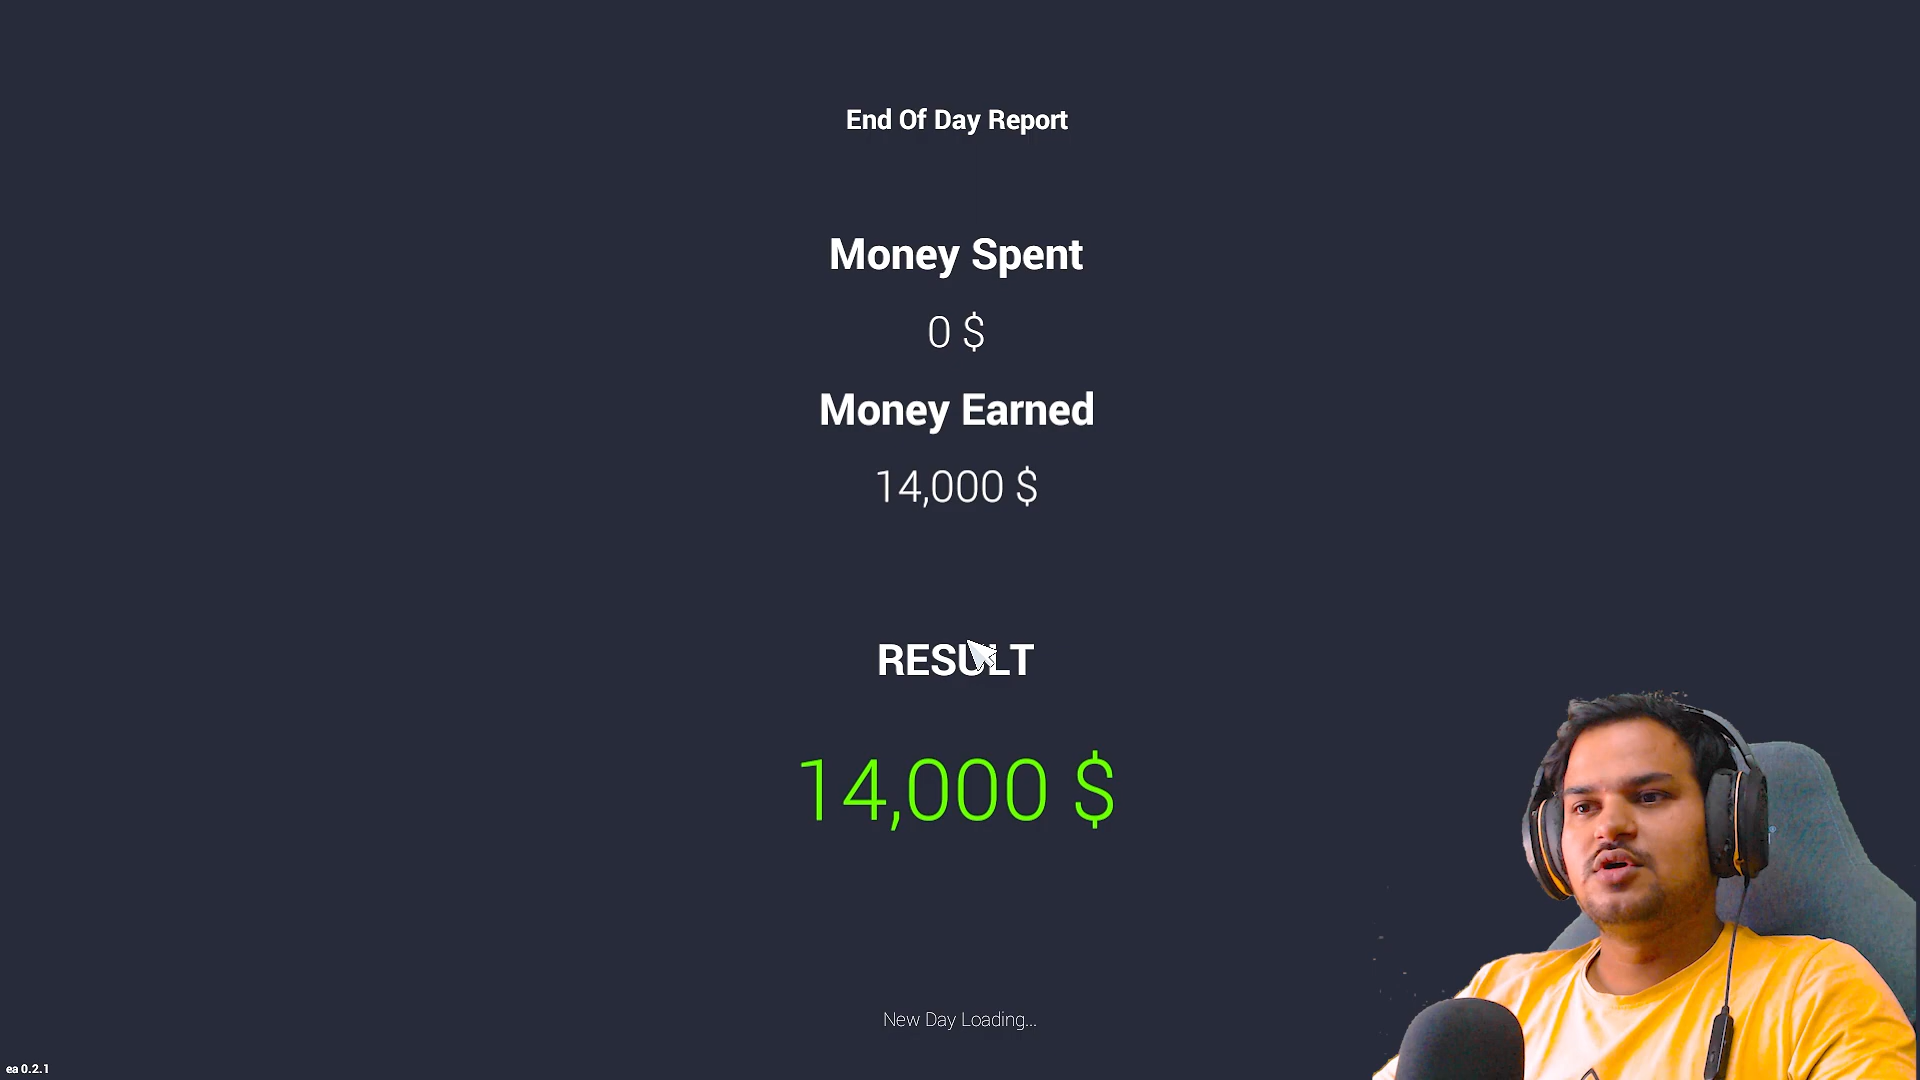 End Of Day Report
Money Spent
0 $
Money Earned
14,000 $
RESULT
14,000 $
New Day Loading...
ea 0.2.1